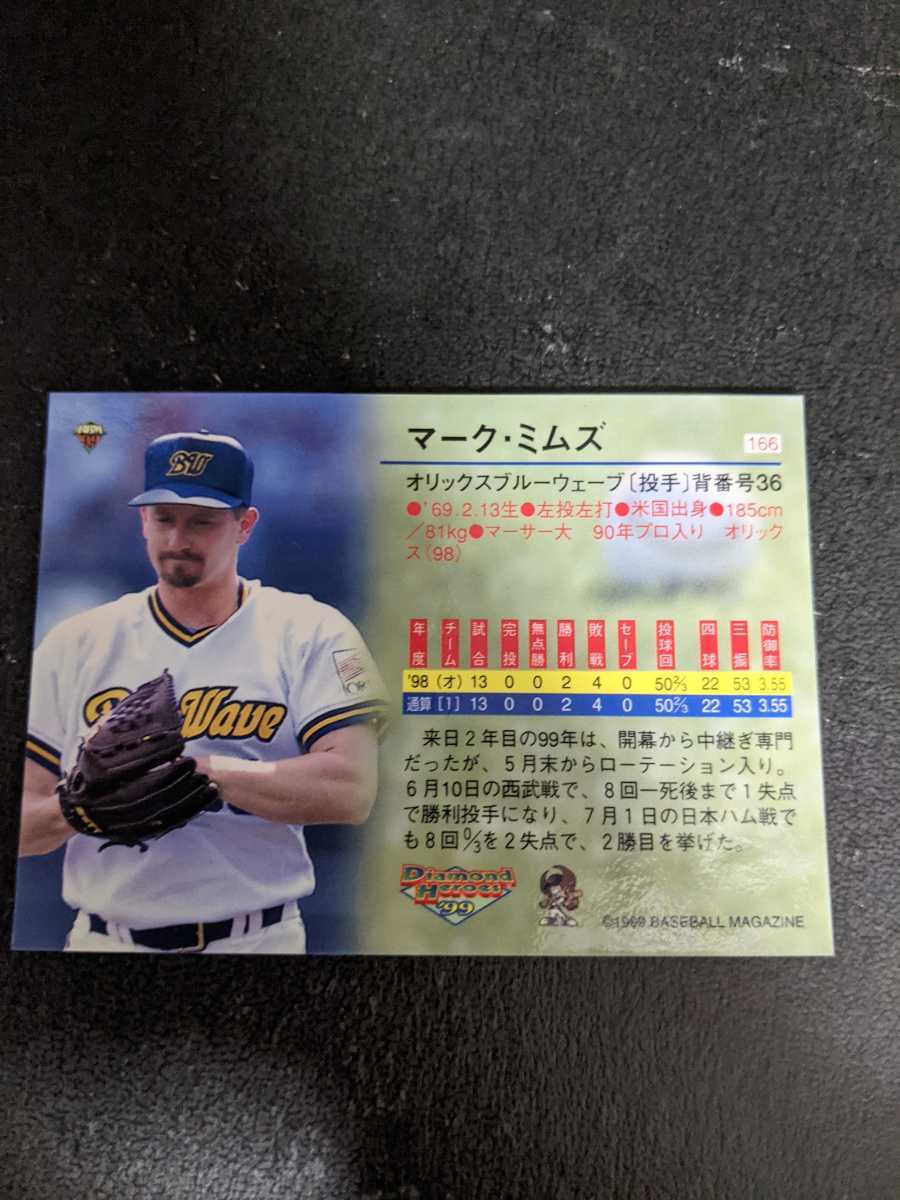 BBM '99
BW
マーク・ミムズ
166
オリックスブルーウェーブ〔投手〕背番号36
●'69.2.13生●左投左打●米国出身●185cm
／81kg●マーサー大　90年プロ入り　オリック
ス（98）
年度 チーム 試合 完投 無点勝 勝利 敗戦 セーブ 投球回 四球 三振 防御率
'98（オ） 13 0 0 2 4 0 50⅔ 22 53 3.55
通算［1］ 13 0 0 2 4 0 50⅔ 22 53 3.55
Wave
来日２年目の99年は、開幕から中継ぎ専門
だったが、５月末からローテーション入り。
６月10日の西武戦で、８回一死後まで１失点
で勝利投手になり、７月１日の日本ハム戦で
も８回0/3を２失点で、２勝目を挙げた。
Diamond
Heroes
'99
©1999 BASEBALL MAGAZINE